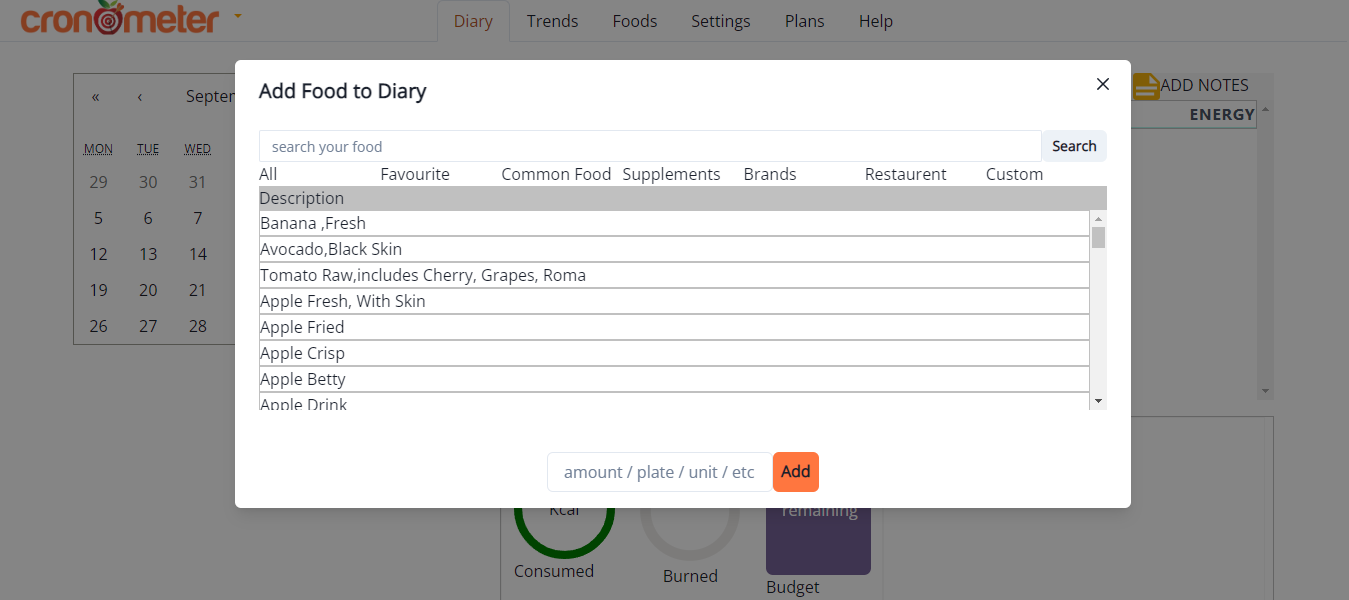 cronometer
Diary Trends Foods Settings Plans Help
« ‹ Septem
ADD NOTES
ENERGY
MON TUE WED
29 30 31
5 6 7
12 13 14
19 20 21
26 27 28
Add Food to Diary
search your food Search
All Favourite Common Food Supplements Brands Restaurent Custom
Description
Banana ,Fresh
Avocado,Black Skin
Tomato Raw,includes Cherry, Grapes, Roma
Apple Fresh, With Skin
Apple Fried
Apple Crisp
Apple Betty
Apple Drink
amount / plate / unit / etc Add
Kcal
remaining
Consumed Burned Budget